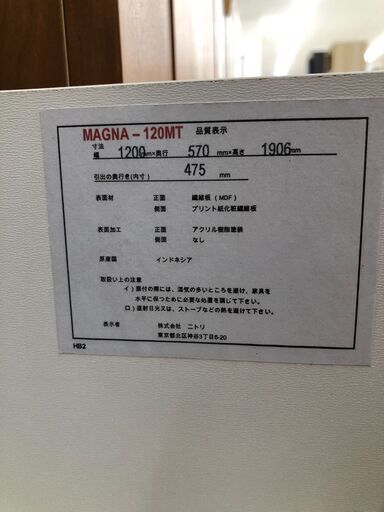 MAGNA-120MT 品質表示
寸法
幅 1200mm×奥行 570 mm×高さ 1906mm
引出の奥行き(内寸) 475 mm
表面材 正面 繊維板(MDF)
側面 プリント紙化粧繊維板
表面加工 正面 アクリル樹脂塗装
側面 なし
原産国 インドネシア
取扱い上の注意
イ)据付の際には、湿気の多いところを避け、家具を
水平に保つために必要な処置を講じて下さい。
ロ)直射日光又は、ストーブなどの熱を避けて下さい。
表示者 株式会社 ニトリ
東京都北区神谷3丁目6-20
HB2